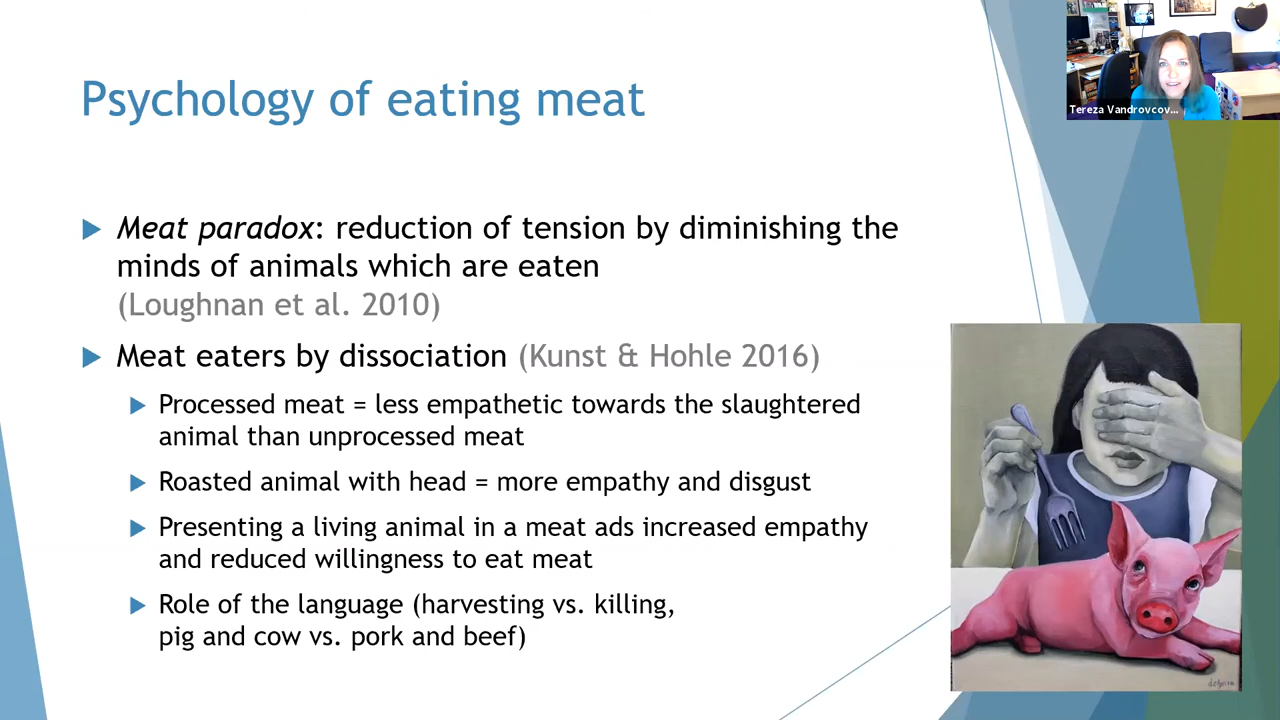 Psychology of eating meat
Tereza Vandrovcov...
Meat paradox: reduction of tension by diminishing the
minds of animals which are eaten
(Loughnan et al. 2010)
Meat eaters by dissociation (Kunst & Hohle 2016)
Processed meat = less empathetic towards the slaughtered
animal than unprocessed meat
Roasted animal with head = more empathy and disgust
Presenting a living animal in a meat ads increased empathy
and reduced willingness to eat meat
Role of the language (harvesting vs. killing,
pig and cow vs. pork and beef)